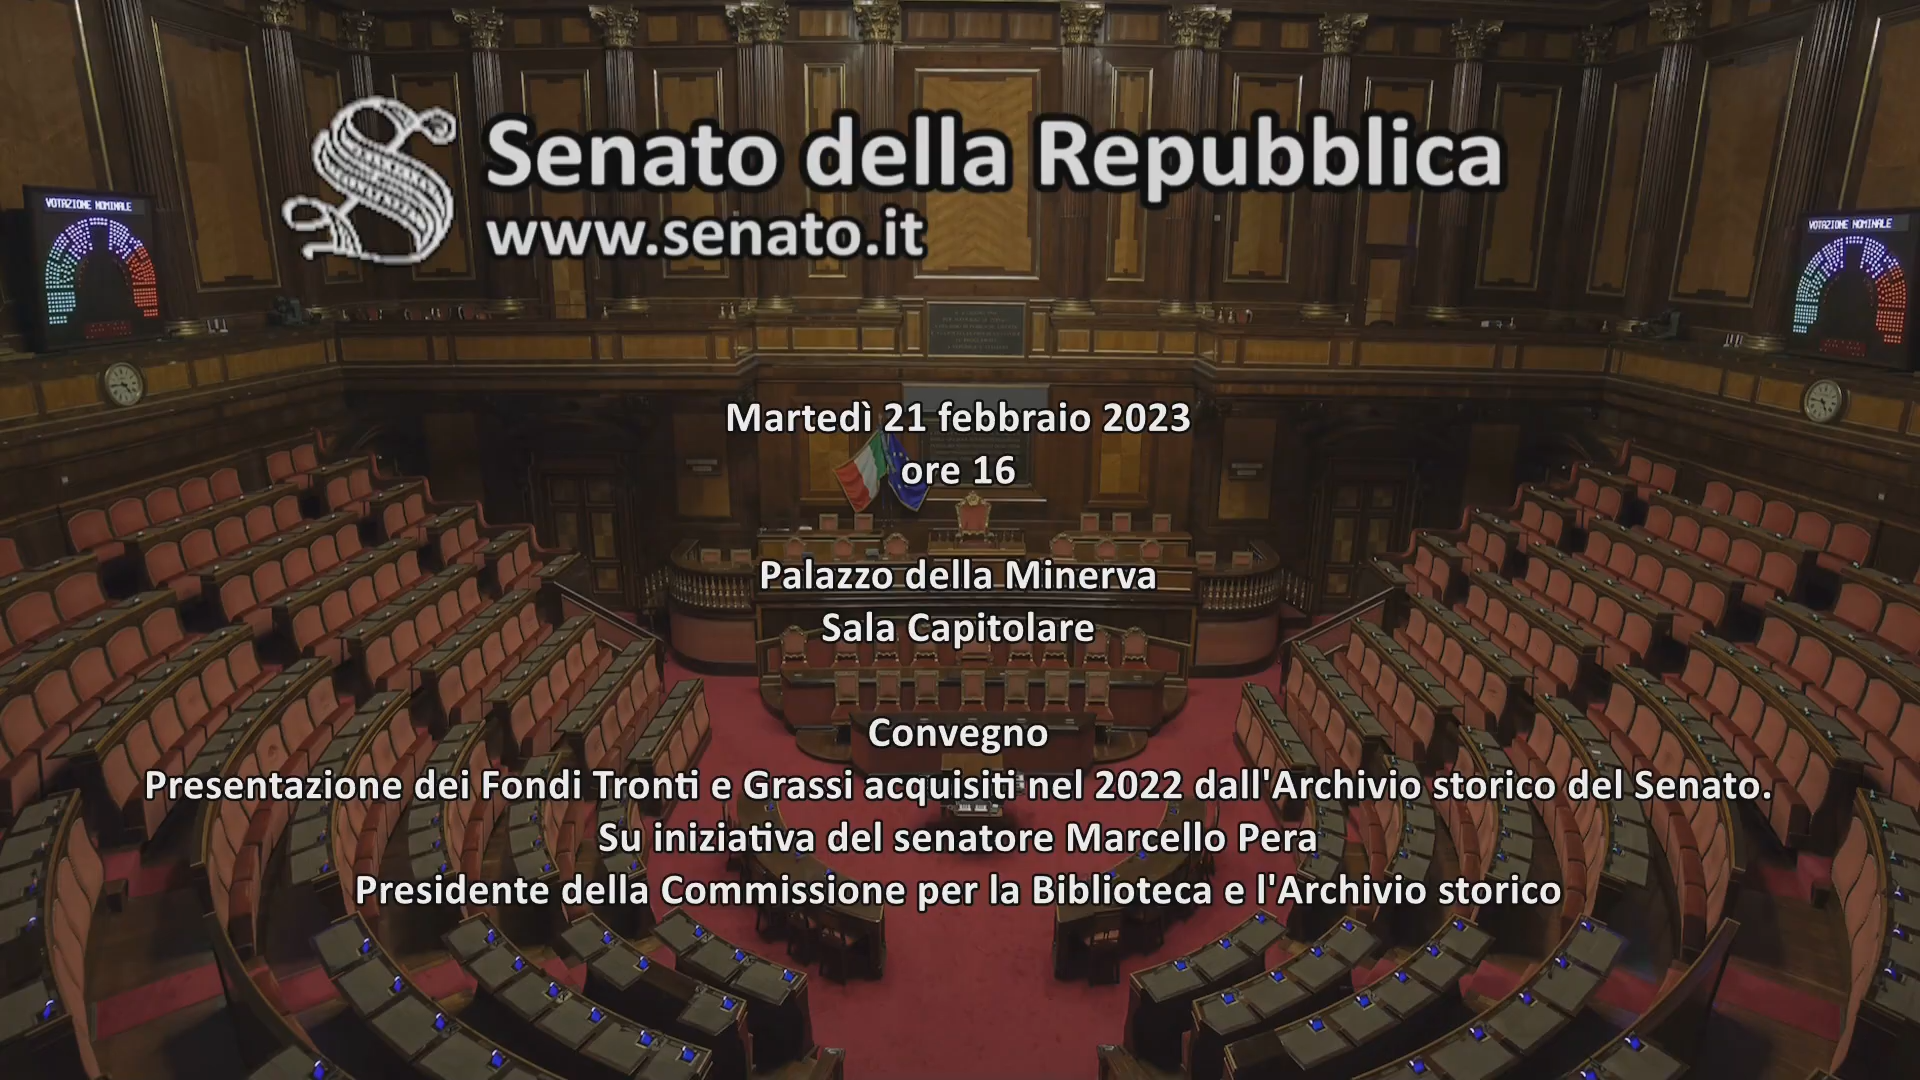 Senato della Repubblica
www.senato.it
VOTAZIONE NOMINALE
VOTAZIONE NOMINALE
Martedì 21 febbraio 2023
ore 16
Palazzo della Minerva
Sala Capitolare
Convegno
Presentazione dei Fondi Tronti e Grassi acquisiti nel 2022 dall'Archivio storico del Senato.
Su iniziativa del senatore Marcello Pera
Presidente della Commissione per la Biblioteca e l'Archivio storico